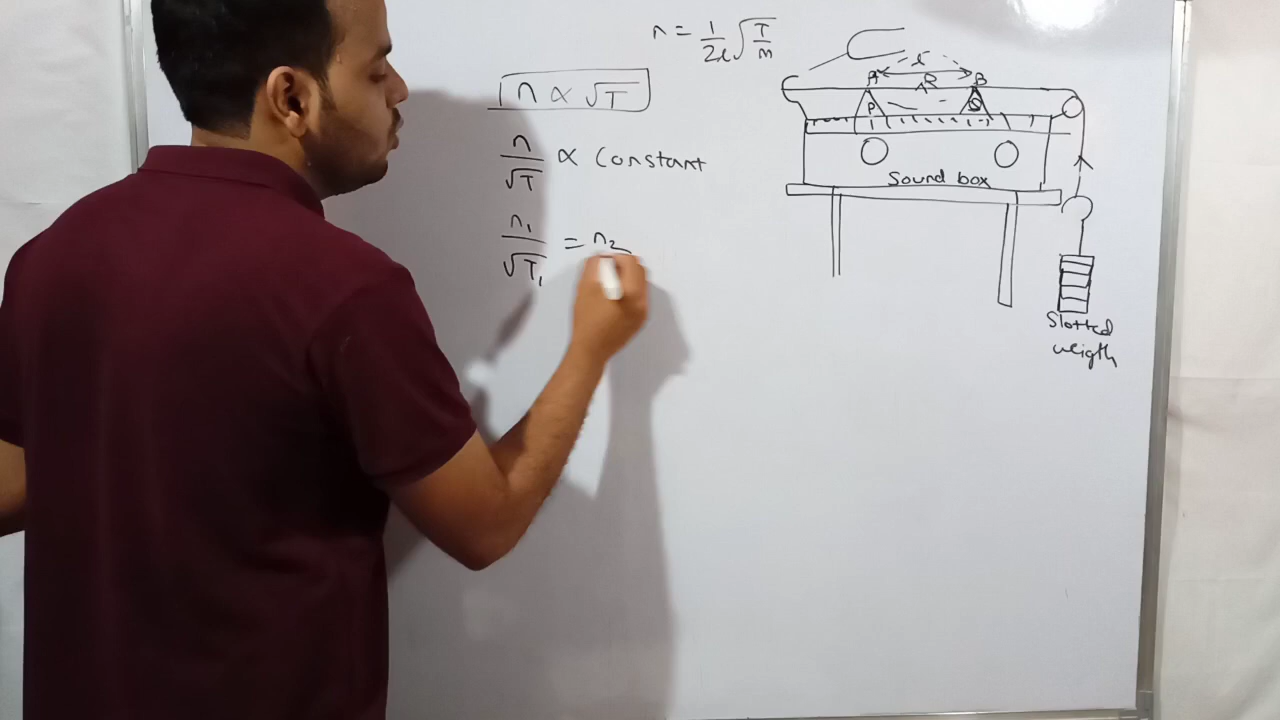 n = 1/2l √T/m
n ∝ √T
n/√T ∝ Constant
n₁/√T₁ = n₂
l
A B
R
P S
Sound box
Slotted
weigth